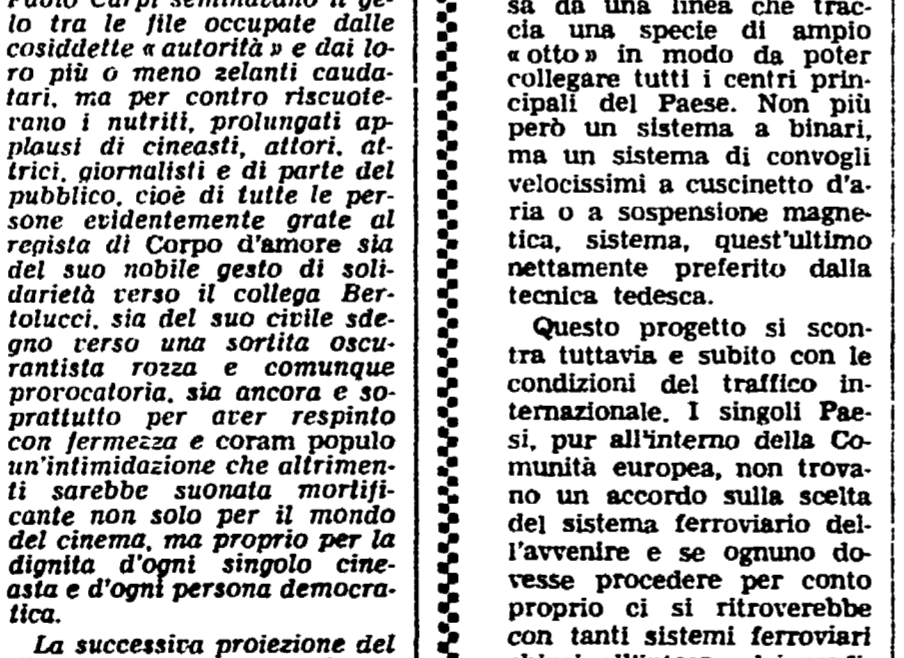 lo tra le file occupate dalle
cosiddette « autorità » e dai lo-
ro più o meno zelanti cauda-
tari, ma per contro riscuote-
vano i nutriti, prolungati ap-
plausi di cineasti, attori, at-
trici, giornalisti e di parte del
pubblico, cioè di tutte le per-
sone evidentemente grate al
regista di Corpo d'amore sia
del suo nobile gesto di soli-
darietà verso il collega Ber-
tolucci, sia del suo civile sde-
gno verso una sortita oscu-
rantista rozza e comunque
provocatoria, sia ancora e so-
prattutto per aver respinto
con fermezza e coram populo
un'intimidazione che altrimen-
ti sarebbe suonata mortifi-
cante non solo per il mondo
del cinema, ma proprio per la
dignita d'ogni singolo cine-
asta e d'ogni persona democra-
tica.
La successiva proiezione del
sa da una linea che trac-
cia una specie di ampio
« otto » in modo da poter
collegare tutti i centri prin-
cipali del Paese. Non più
però un sistema a binari,
ma un sistema di convogli
velocissimi a cuscinetto d'a-
ria o a sospensione magne-
tica, sistema, quest'ultimo
nettamente preferito dalla
tecnica tedesca.
Questo progetto si scon-
tra tuttavia e subito con le
condizioni del traffico in-
ternazionale. I singoli Pae-
si, pur all'interno della Co-
munità europea, non trova-
no un accordo sulla scelta
del sistema ferroviario del-
l'avvenire e se ognuno do-
vesse procedere per conto
proprio ci si ritroverebbe
con tanti sistemi ferroviari